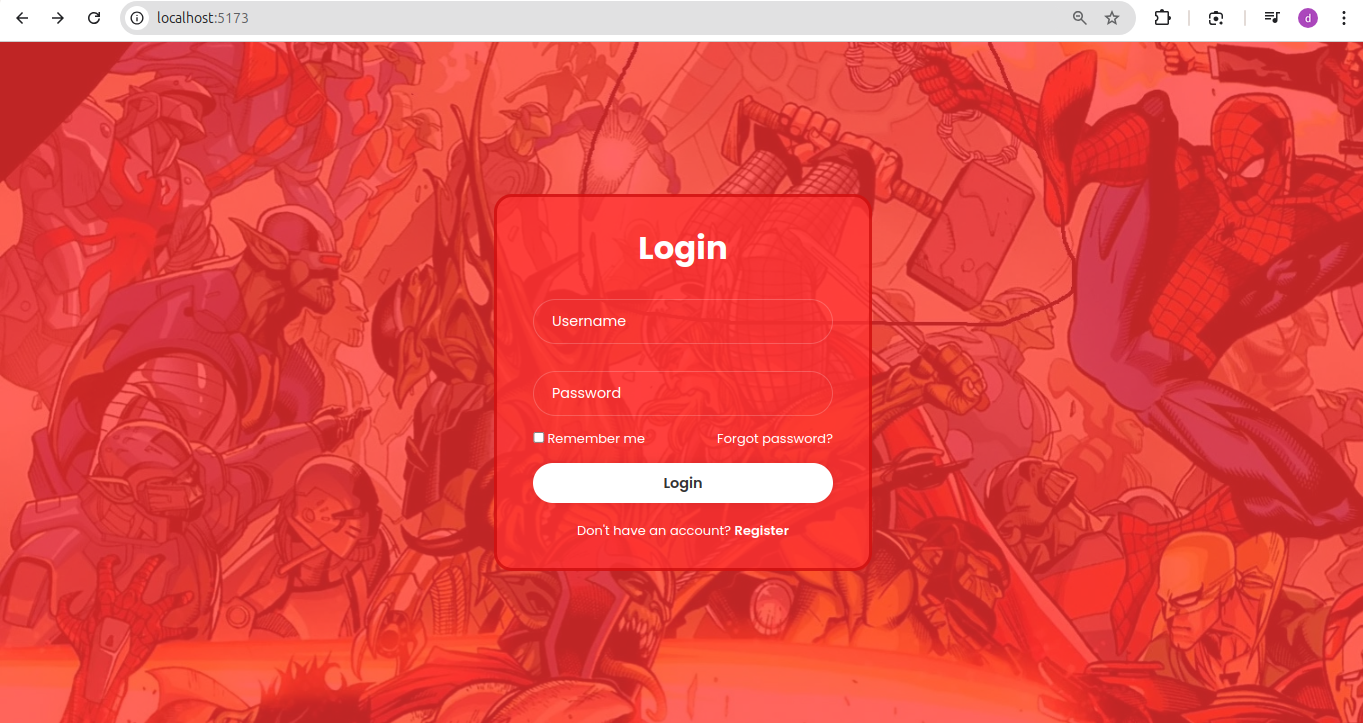 localhost:5173
d
Login
Username
Password
Remember me Forgot password?
Login
Don't have an account? Register